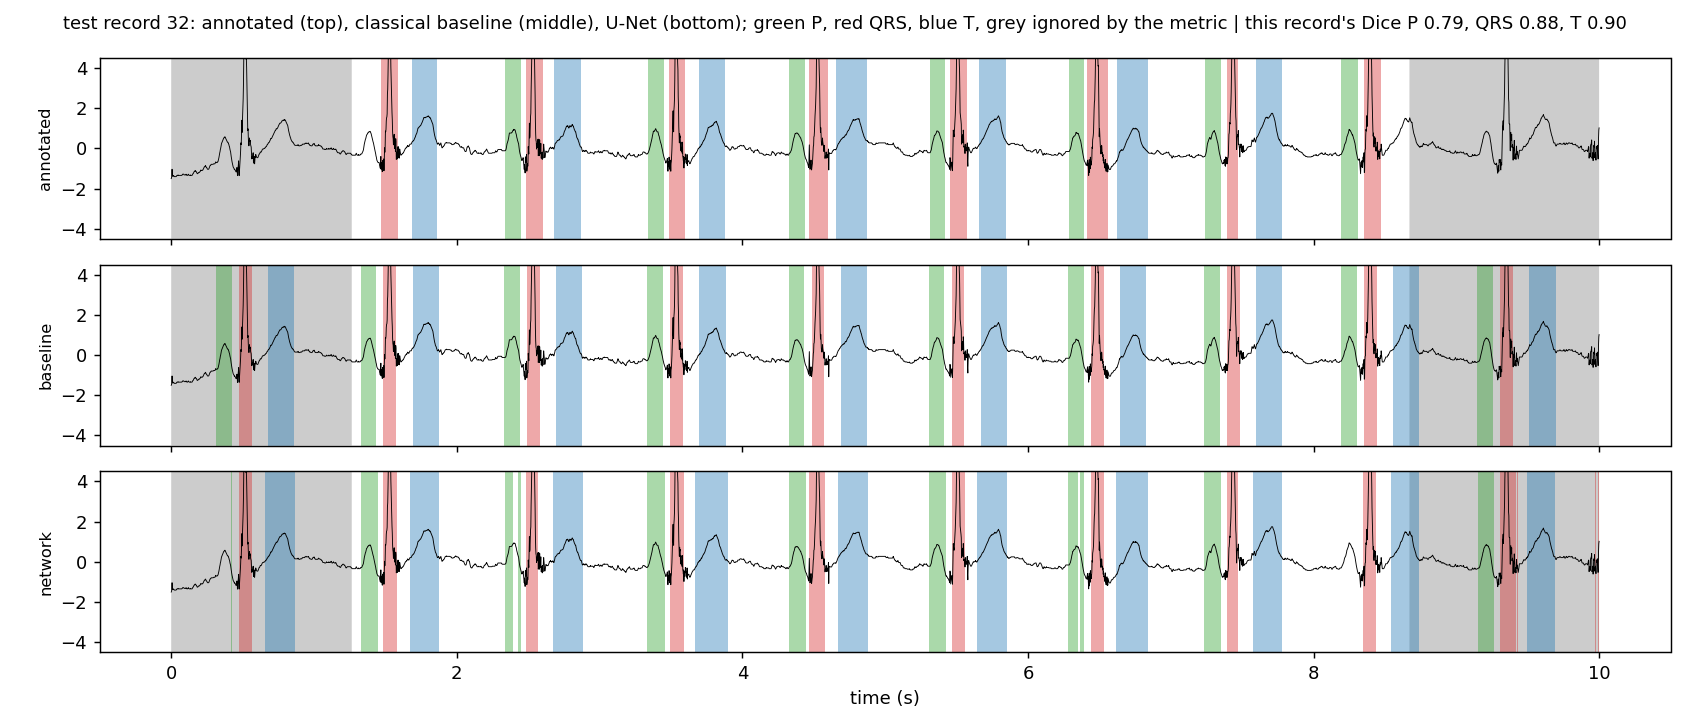 test record 32: annotated (top), classical baseline (middle), U-Net (bottom); green P, red QRS, blue T, grey ignored by the metric | this record's Dice P 0.79, QRS 0.88, T 0.90
4
2
0
−2
−4
annotated
4
2
0
−2
−4
baseline
4
2
0
−2
−4
network
0 2 4 6 8 10
time (s)